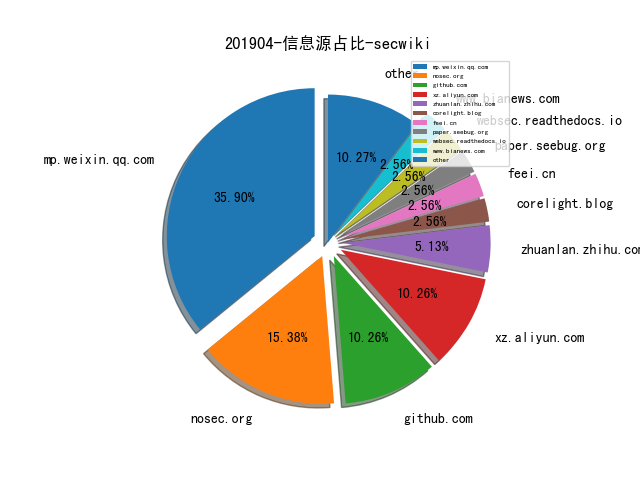 201904-信息源占比-secwiki
mp.weixin.qq.com
nosec.org
github.com
xz.aliyun.com
zhuanlan.zhihu.com
corelight.blog
feei.cn
paper.seebug.org
websec.readthedocs.io
www.bianews.com
other
other
www.bianews.com
websec.readthedocs.io
paper.seebug.org
feei.cn
corelight.blog
zhuanlan.zhihu.com
xz.aliyun.com
github.com
nosec.org
mp.weixin.qq.com
35.90%
15.38%
10.26%
10.26%
5.13%
2.56%
2.56%
2.56%
2.56%
2.56%
10.27%